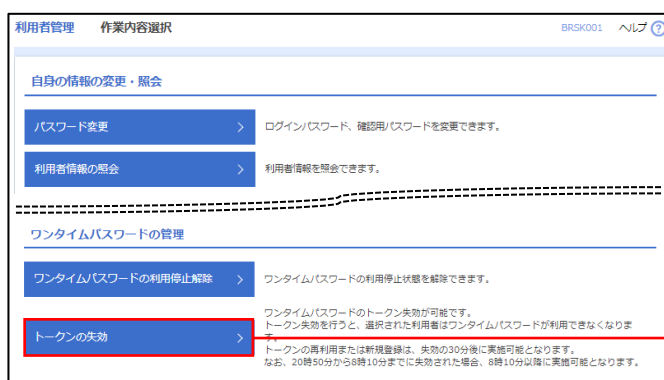 利用者管理 作業内容選択 BRSK001 ヘルプ ?
自身の情報の変更・照会
パスワード変更 > ログインパスワード、確認用パスワードを変更できます。
利用者情報の照会 > 利用者情報を照会できます。
ワンタイムパスワードの管理
ワンタイムパスワードの利用停止解除 > ワンタイムパスワードの利用停止状態を解除できます。
ワンタイムパスワードのトークン失効が可能です。
トークン失効を行うと、選択された利用者はワンタイムパスワードが利用できなくなりま
す。
トークンの失効 >
トークンの再利用または新規登録は、失効の30分後に実施可能となります。
なお、20時50分から8時10分までに失効された場合、8時10分以降に実施可能となります。